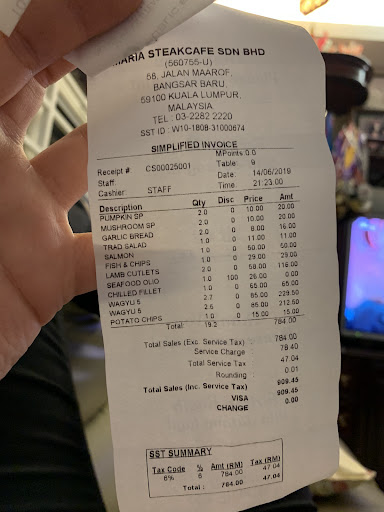 MARIA STEAKCAFE SDN BHD
(560755-U)
58, JALAN MAAROF,
BANGSAR BARU,
59100 KUALA LUMPUR,
MALAYSIA
TEL : 03-2282 2220
SST ID : W10-1808-31000674
SIMPLIFIED INVOICE
MPoints 0.0
Receipt # CS00025001 Table: 9
Staff: Date: 14/06/2019
Cashier: STAFF Time: 21:23:00
Description Qty Disc Price Amt
PUMPKIN SP 2.0 0 10.00 20.00
MUSHROOM SP 2.0 0 10.00 20.00
GARLIC BREAD 2.0 0 8.00 16.00
TRAD SALAD 1.0 0 11.00 11.00
SALMON 1.0 0 50.00 50.00
FISH & CHIPS 1.0 0 29.00 29.00
LAMB CUTLETS 2.0 0 58.00 116.00
SEAFOOD OLIO 1.0 100 26.00 0.00
CHILLED FILLET 1.0 0 65.00 65.00
WAGYU 5 2.7 0 85.00 229.50
WAGYU 5 2.5 0 85.00 212.50
POTATO CHIPS 1.0 0 15.00 15.00
Total: 19.2 784.00
Total Sales (Exc. Service Tax) : 784.00
Service Charge : 78.40
Total Service Tax : 47.04
Rounding : 0.01
Total Sales (Inc. Service Tax) : 909.45
VISA 909.45
CHANGE 0.00
SST SUMMARY
Tax Code % Amt (RM) Tax (RM)
6% 6 784.00 47.04
Total : 784.00 47.04